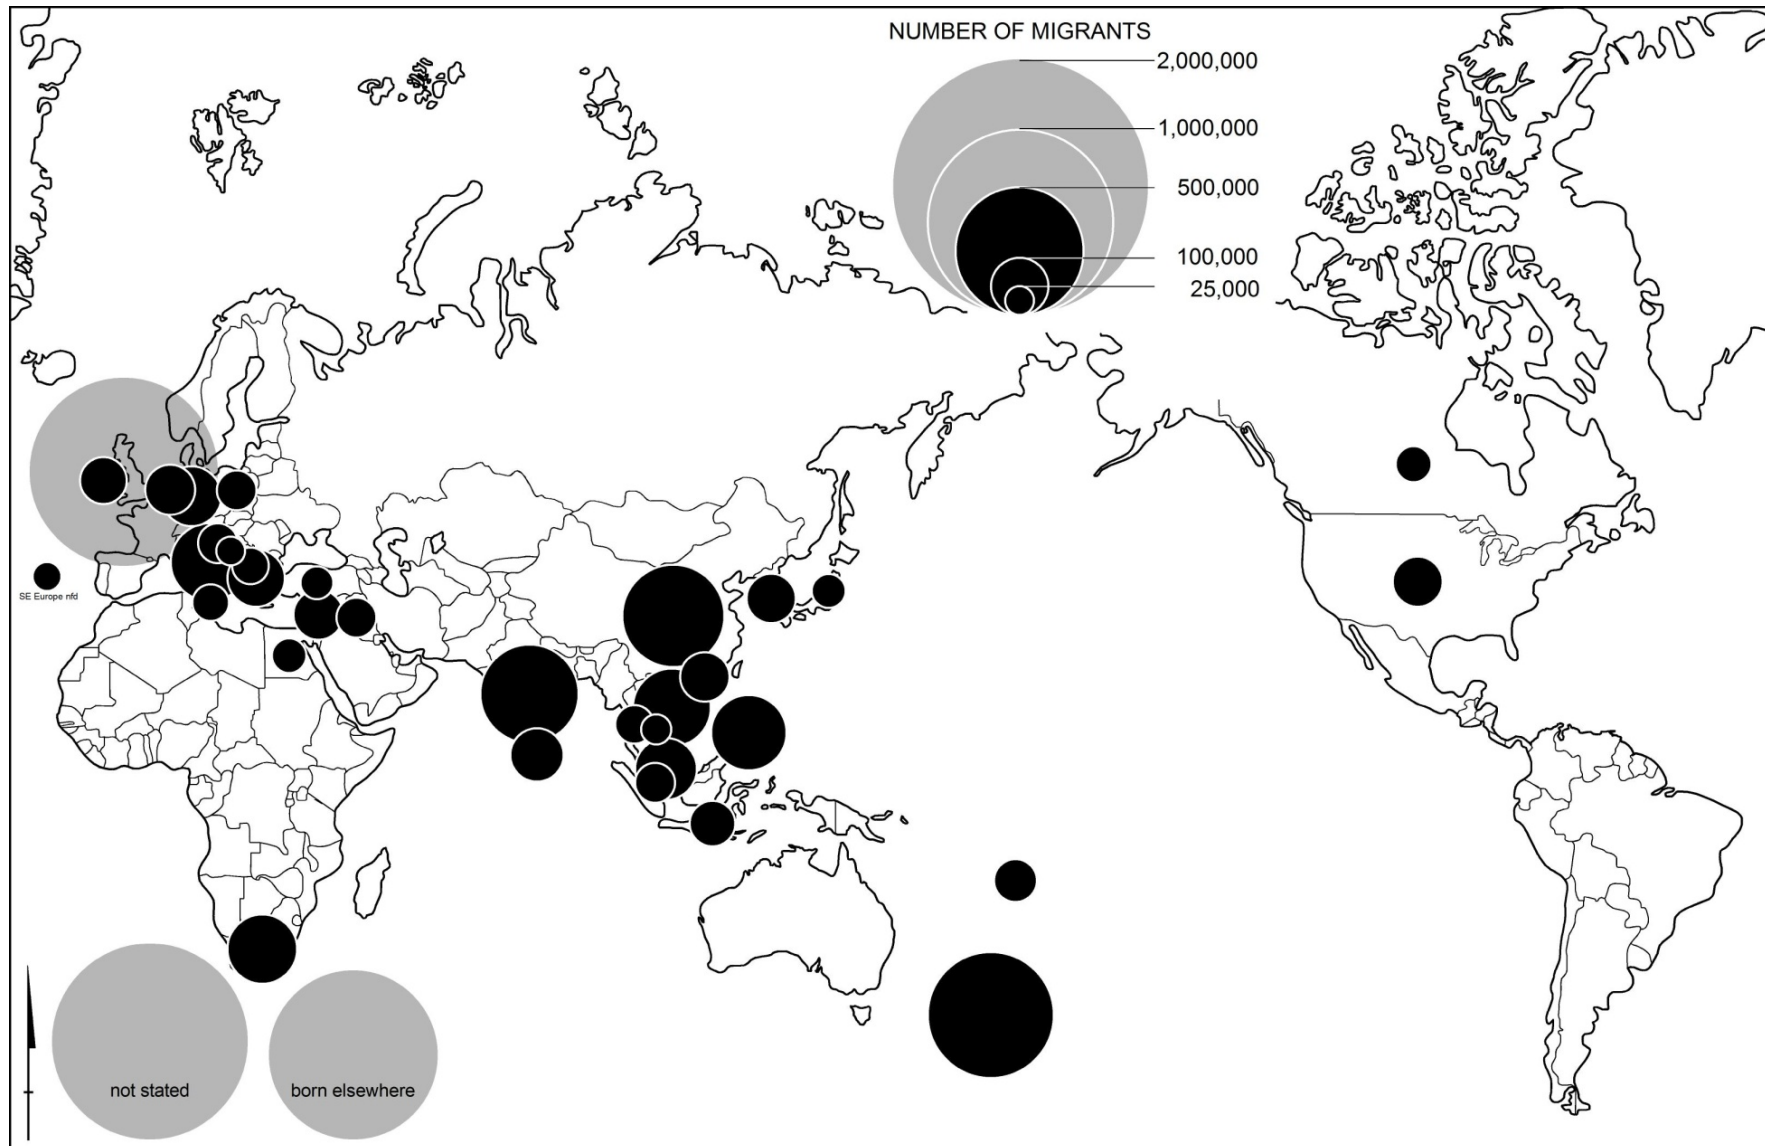 NUMBER OF MIGRANTS
2,000,000
1,000,000
500,000
100,000
25,000
SE Europe nfd
not stated
born elsewhere